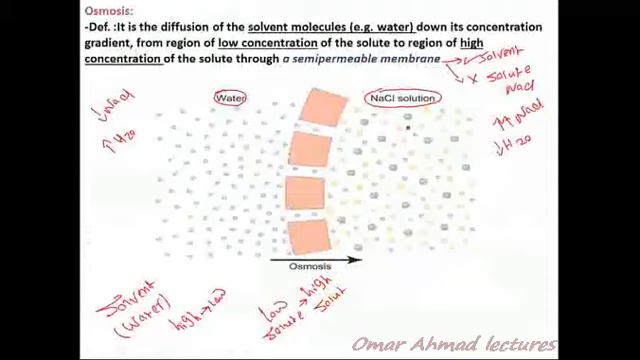 Osmosis:
-Def. :It is the diffusion of the solvent molecules (e.g. water) down its concentration
gradient, from region of low concentration of the solute to region of high
concentration of the solute through a semipermeable membrane
✓ Solvent
× Solute
NaCl
↓NaCl
↑H2O
Water
NaCl solution
↑↑NaCl
↓H2O
Osmosis
Solvent
(water)
high→low
low → high
solute Solut
Omar Ahmad lectures